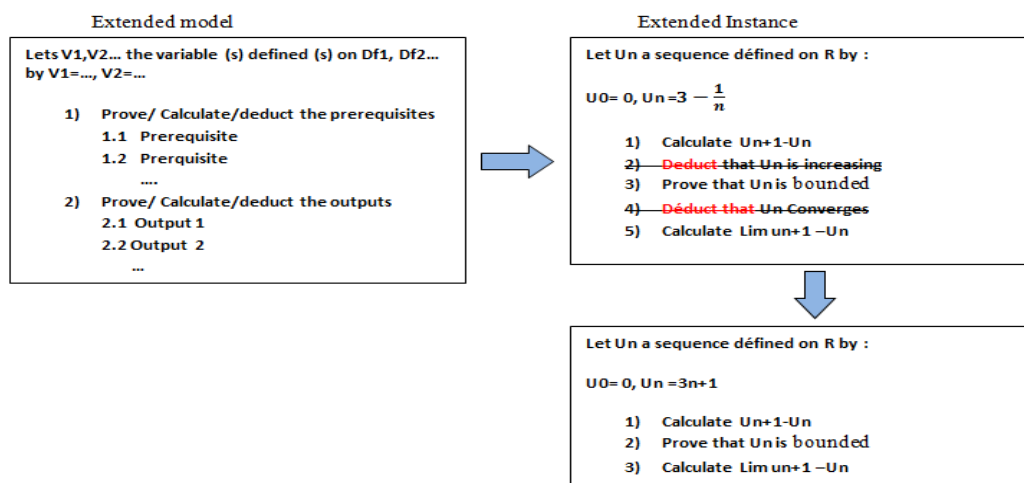 Extended model
Lets V1,V2... the variable (s) defined (s) on Df1, Df2...
by V1=..., V2=...
1) Prove/ Calculate/deduct the prerequisites
1.1 Prerequisite
1.2 Prerquisite
....
2) Prove/ Calculate/deduct the outputs
2.1 Output 1
2.2 Output 2
...
Extended Instance
Let Un a sequence défined on R by :
U0= 0, Un =3 − 1/n
1) Calculate Un+1-Un
2) Deduct that Un is increasing
3) Prove that Un is bounded
4) Déduct that Un Converges
5) Calculate Lim un+1 –Un
Let Un a sequence défined on R by :
U0= 0, Un =3n+1
1) Calculate Un+1-Un
2) Prove that Un is bounded
3) Calculate Lim un+1 –Un